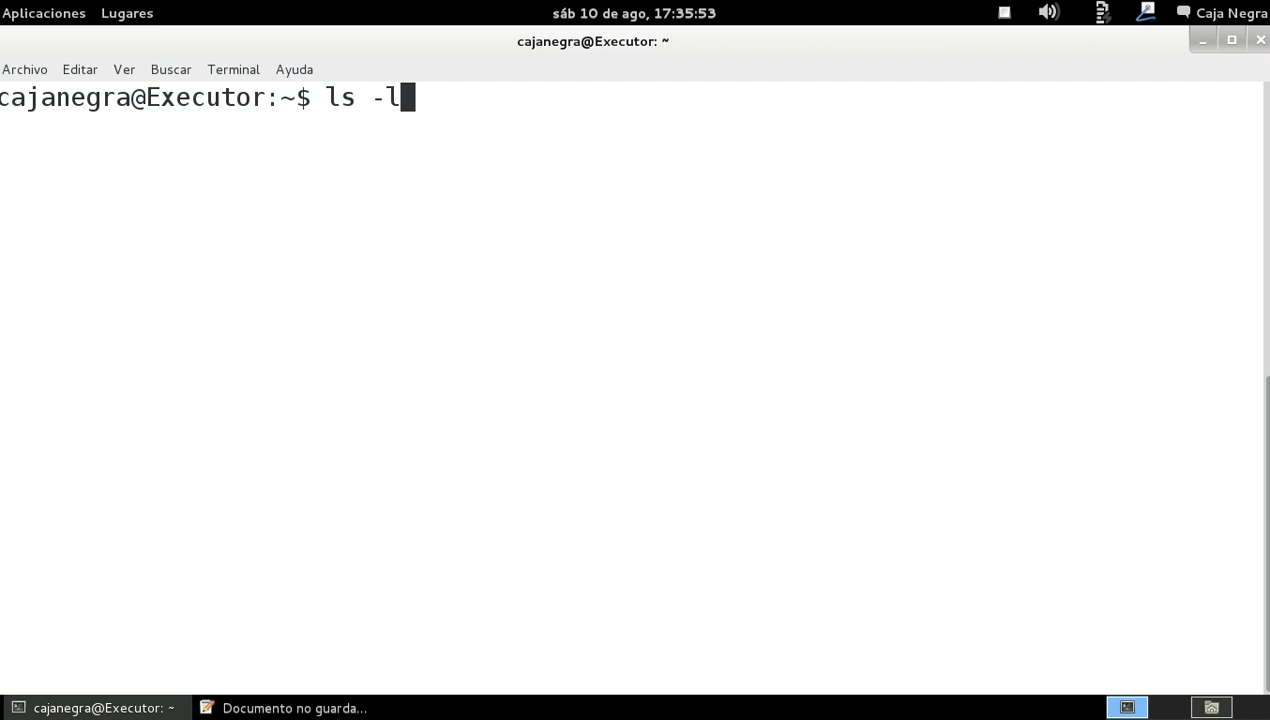 Aplicaciones Lugares sáb 10 de ago, 17:35:53 Caja Negra
cajanegra@Executor: ~
Archivo Editar Ver Buscar Terminal Ayuda
cajanegra@Executor:~$ ls -l
cajanegra@Executor: ~ Documento no guarda...